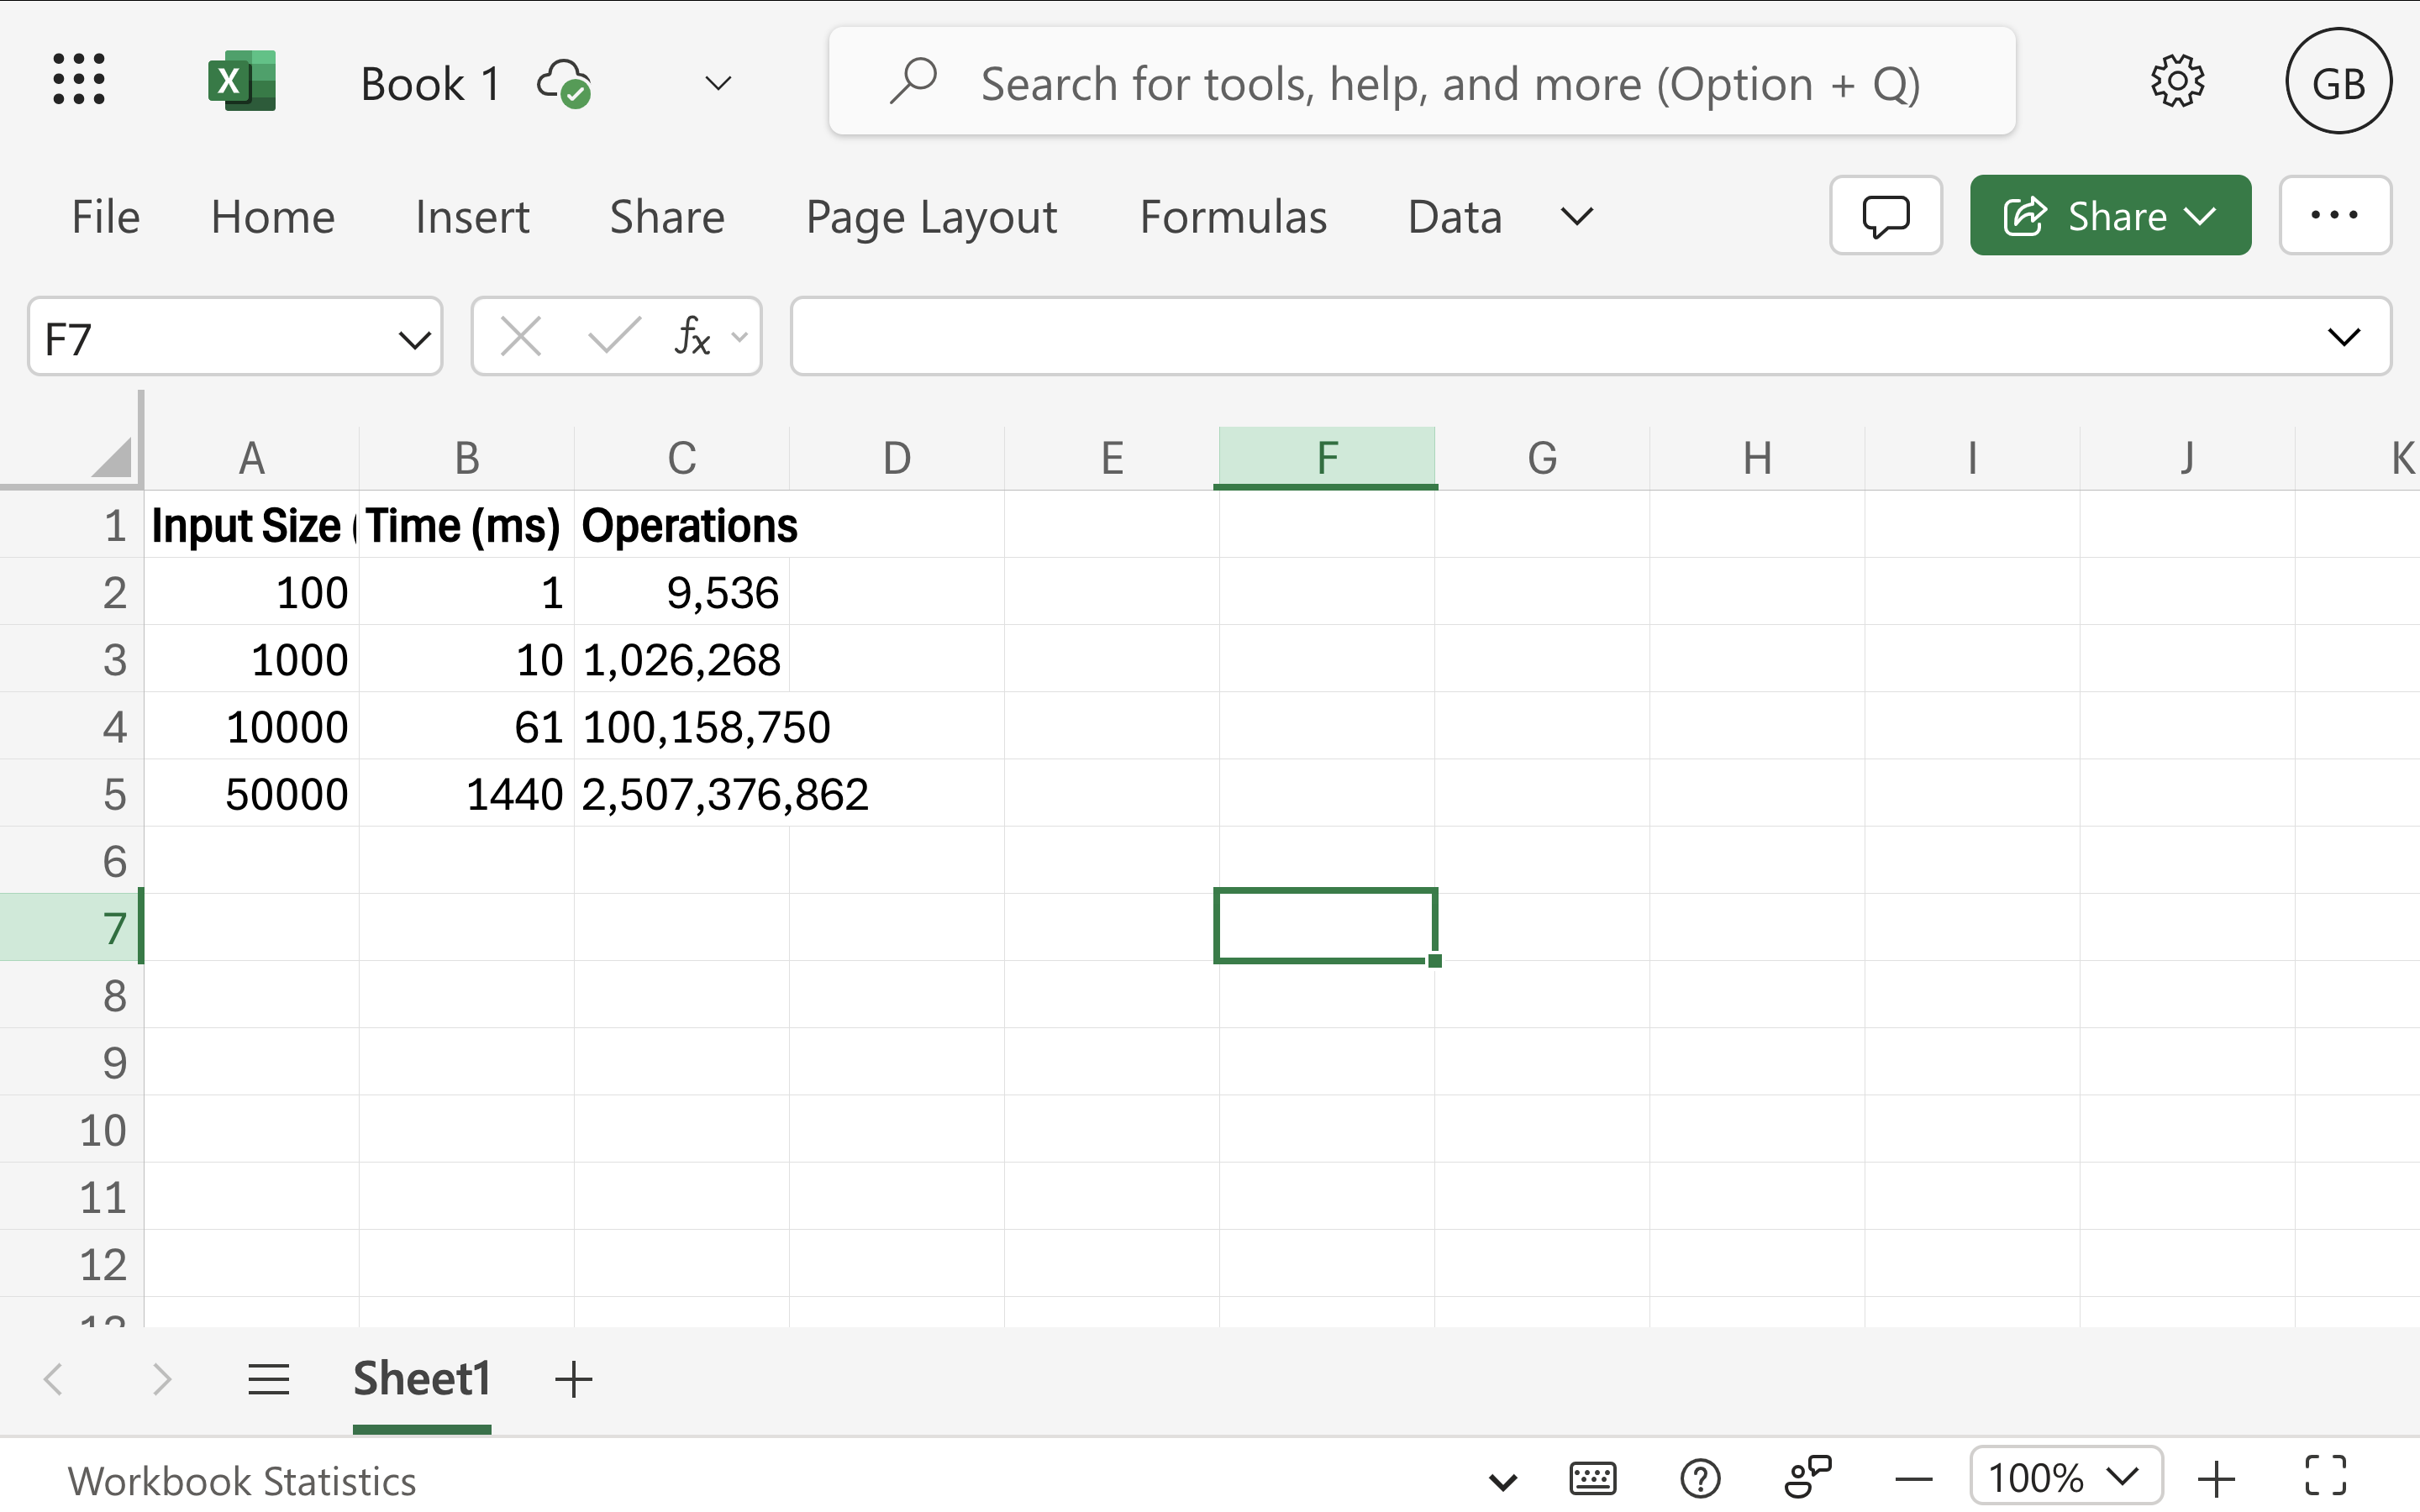 X Book 1 Search for tools, help, and more (Option + Q) GB
File Home Insert Share Page Layout Formulas Data Share
F7 fx
A B C D E F G H I J K
1 Input Size ( Time (ms) Operations
2 100 1 9,536
3 1000 10 1,026,268
4 10000 61 100,158,750
5 50000 1440 2,507,376,862
6
7
8
9
10
11
12
13
Sheet1
Workbook Statistics 100%